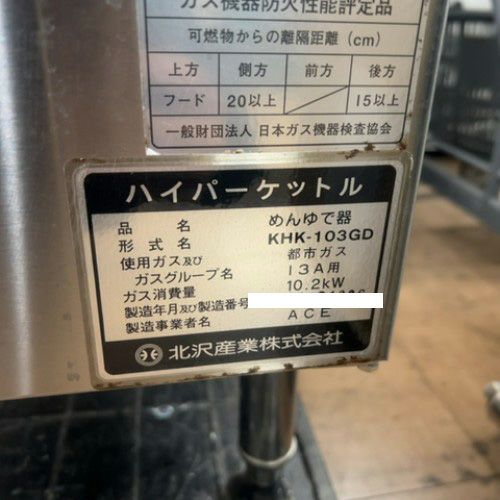 ガス機器防火性能評定品
可燃物からの離隔距離(cm)
上方 側方 前方 後方
フード 20以上 15以上
一般財団法人 日本ガス機器検査協会
ハイパーケットル
品名 めんゆで器
形式名 KHK-103GD
使用ガス及び 都市ガス
ガスグループ名 13A用
ガス消費量 10.2kW
製造年月及び製造番号
製造事業者名 ACE
北沢産業株式会社